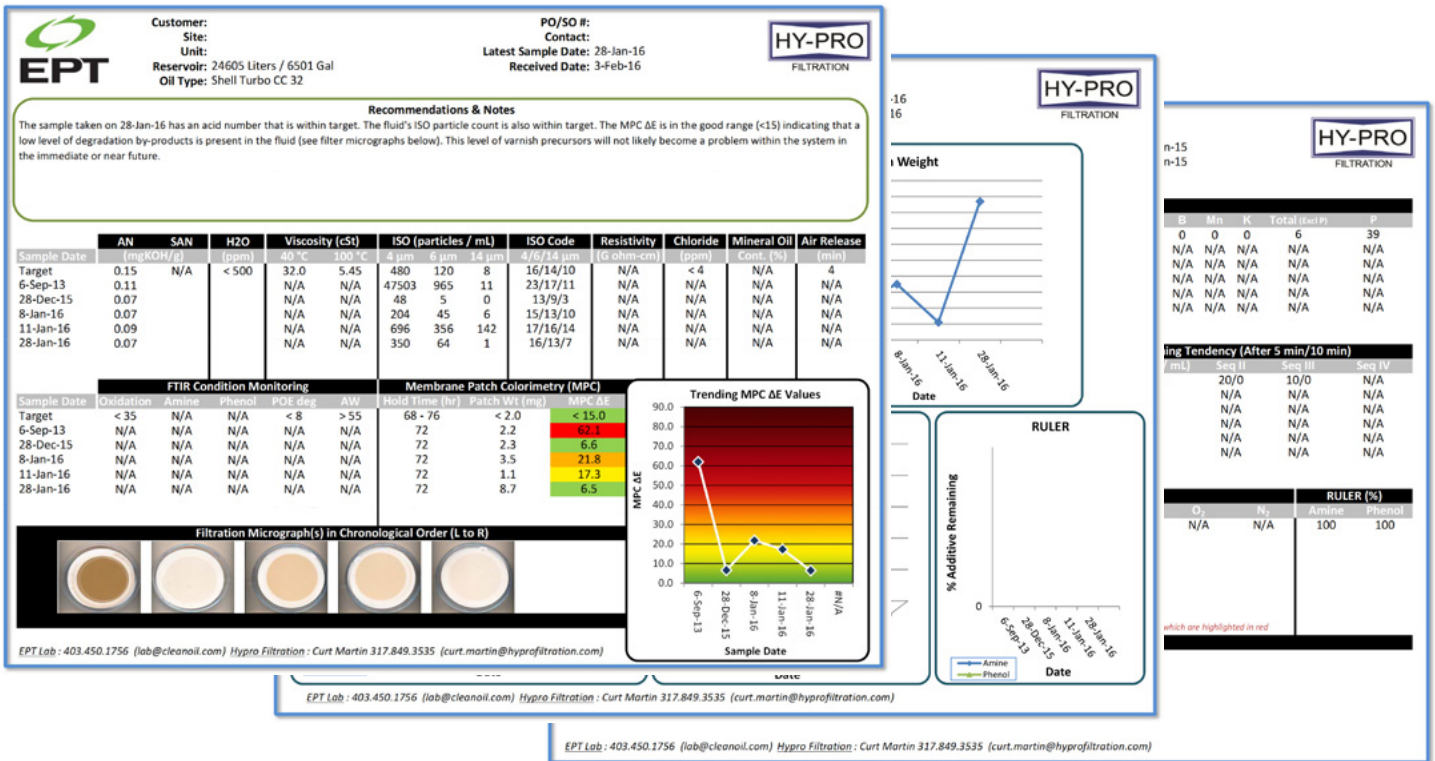 EPT
Customer:
Site:
Unit:
Reservoir: 24605 Liters / 6501 Gal
Oil Type: Shell Turbo CC 32
PO/SO #:
Contact:
Latest Sample Date: 28-Jan-16
Received Date: 3-Feb-16
HY-PRO
FILTRATION
Recommendations & Notes
The sample taken on 28-Jan-16 has an acid number that is within target. The fluid's ISO particle count is also within target. The MPC ΔE is in the good range (<15) indicating that a
low level of degradation by-products is present in the fluid (see filter micrographs below). This level of varnish precursors will not likely become a problem within the system in
the immediate or near future.
AN SAN H2O Viscosity (cSt) ISO (particles / mL) ISO Code Resistivity Chloride Mineral Oil Air Release
Sample Date (mgKOH/g) (ppm) 40 °C 100 °C 4 µm 6 µm 14 µm 4/6/14 µm (G ohm-cm) (ppm) Cont. (%) (min)
Target 0.15 N/A < 500 32.0 5.45 480 120 8 16/14/10 N/A < 4 N/A 4
6-Sep-13 0.11 N/A N/A 47503 965 11 23/17/11 N/A N/A N/A N/A
28-Dec-15 0.07 N/A N/A 48 5 0 13/9/3 N/A N/A N/A N/A
8-Jan-16 0.07 N/A N/A 204 45 6 15/13/10 N/A N/A N/A N/A
11-Jan-16 0.09 N/A N/A 696 356 142 17/16/14 N/A N/A N/A N/A
28-Jan-16 0.07 N/A N/A 350 64 1 16/13/7 N/A N/A N/A N/A
FTIR Condition Monitoring Membrane Patch Colorimetry (MPC)
Sample Date Oxidation Amine Phenol POE deg AW Hold Time (hr) Patch Wt (mg) MPC ΔE
Target < 35 N/A N/A < 8 > 55 68 - 76 < 2.0 < 15.0
6-Sep-13 N/A N/A N/A N/A N/A 72 2.2 62.1
28-Dec-15 N/A N/A N/A N/A N/A 72 2.3 6.6
8-Jan-16 N/A N/A N/A N/A N/A 72 3.5 21.8
11-Jan-16 N/A N/A N/A N/A N/A 72 1.1 17.3
28-Jan-16 N/A N/A N/A N/A N/A 72 8.7 6.5
Filtration Micrograph(s) in Chronological Order (L to R)
Trending MPC ΔE Values
MPC ΔE
90.0
80.0
70.0
60.0
50.0
40.0
30.0
20.0
10.0
0.0
6-Sep-13
28-Dec-15
8-Jan-16
11-Jan-16
28-Jan-16
#N/A
Sample Date
EPT Lab : 403.450.1756 (lab@cleanoil.com) Hypro Filtration : Curt Martin 317.849.3535 (curt.martin@hyprofiltration.com)
-16
16
HY-PRO
FILTRATION
Weight
8-Jan-16
11-Jan-16
28-Jan-16
Date
RULER
% Additive Remaining
0
6-Sep-13
28-Dec-15
8-Jan-16
11-Jan-16
28-Jan-16
Amine
Phenol
Date
EPT Lab : 403.450.1756 (lab@cleanoil.com) Hypro Filtration : Curt Martin 317.849.3535 (curt.martin@hyprofiltration.com)
n-15
n-15
HY-PRO
FILTRATION
B Mn K Total (Excl P) P
0 0 0 6 39
N/A N/A N/A N/A N/A
N/A N/A N/A N/A N/A
N/A N/A N/A N/A N/A
N/A N/A N/A N/A N/A
N/A N/A N/A N/A N/A
ing Tendency (After 5 min/10 min)
/ mL) Seq II Seq III Seq IV
20/0 10/0 N/A
N/A N/A N/A
N/A N/A N/A
N/A N/A N/A
N/A N/A N/A
N/A N/A N/A
RULER (%)
O₂ N₂ Amine Phenol
N/A N/A 100 100
which are highlighted in red
EPT Lab : 403.450.1756 (lab@cleanoil.com) Hypro Filtration : Curt Martin 317.849.3535 (curt.martin@hyprofiltration.com)